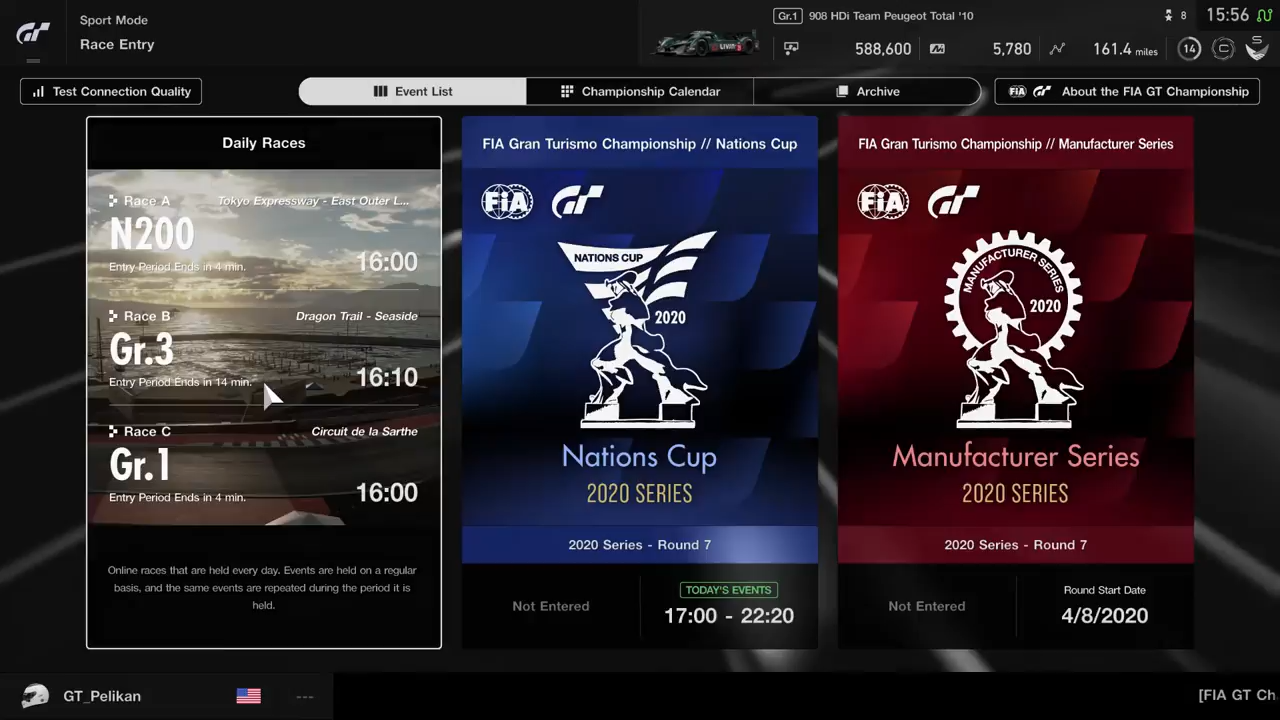 Sport Mode
Race Entry
Gr.1 908 HDi Team Peugeot Total '10
8
15:56
588,600
5,780
161.4 miles
14
C
S
Test Connection Quality
Event List
Championship Calendar
Archive
FIA GT About the FIA GT Championship
Daily Races
Race A Tokyo Expressway - East Outer L...
N200
Entry Period Ends in 4 min.
16:00
Race B Dragon Trail - Seaside
Gr.3
Entry Period Ends in 14 min.
16:10
Race C Circuit de la Sarthe
Gr.1
Entry Period Ends in 4 min.
16:00
Online races that are held every day. Events are held on a regular
basis, and the same events are repeated during the period it is
held.
FIA Gran Turismo Championship // Nations Cup
FIA GT
NATIONS CUP
2020
Nations Cup
2020 SERIES
2020 Series - Round 7
Not Entered
TODAY'S EVENTS
17:00 - 22:20
FIA Gran Turismo Championship // Manufacturer Series
FIA GT
MANUFACTURER SERIES
2020
Manufacturer Series
2020 SERIES
2020 Series - Round 7
Not Entered
Round Start Date
4/8/2020
GT_Pelikan
---
[FIA GT Ch